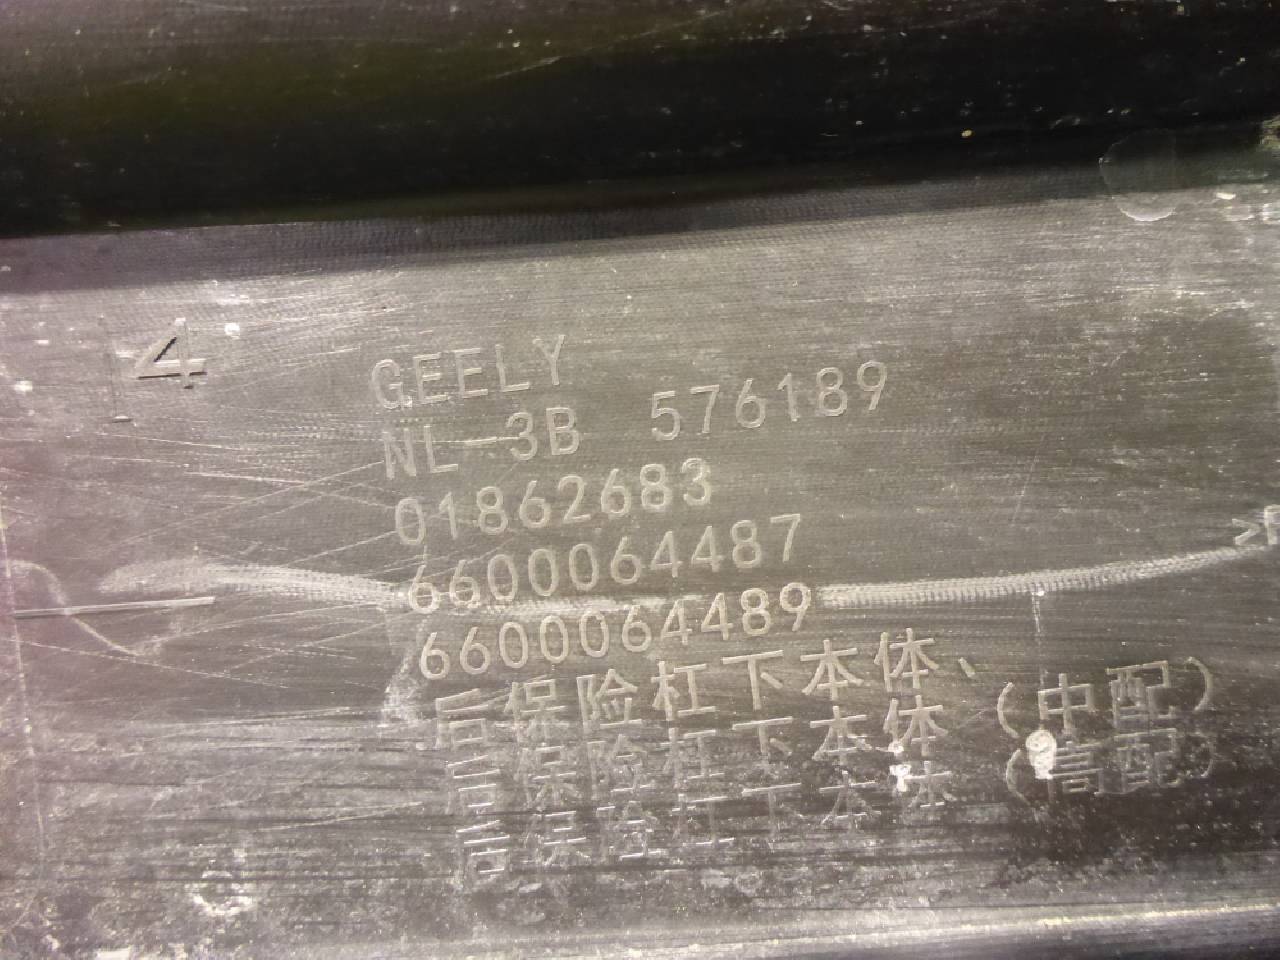 14
GEELY
NL-3B 576189
01862683
6600064487
6600064489
后保险杠下本体、
后保险杠下本体 (中配)
后保险杠下本体 (高配)